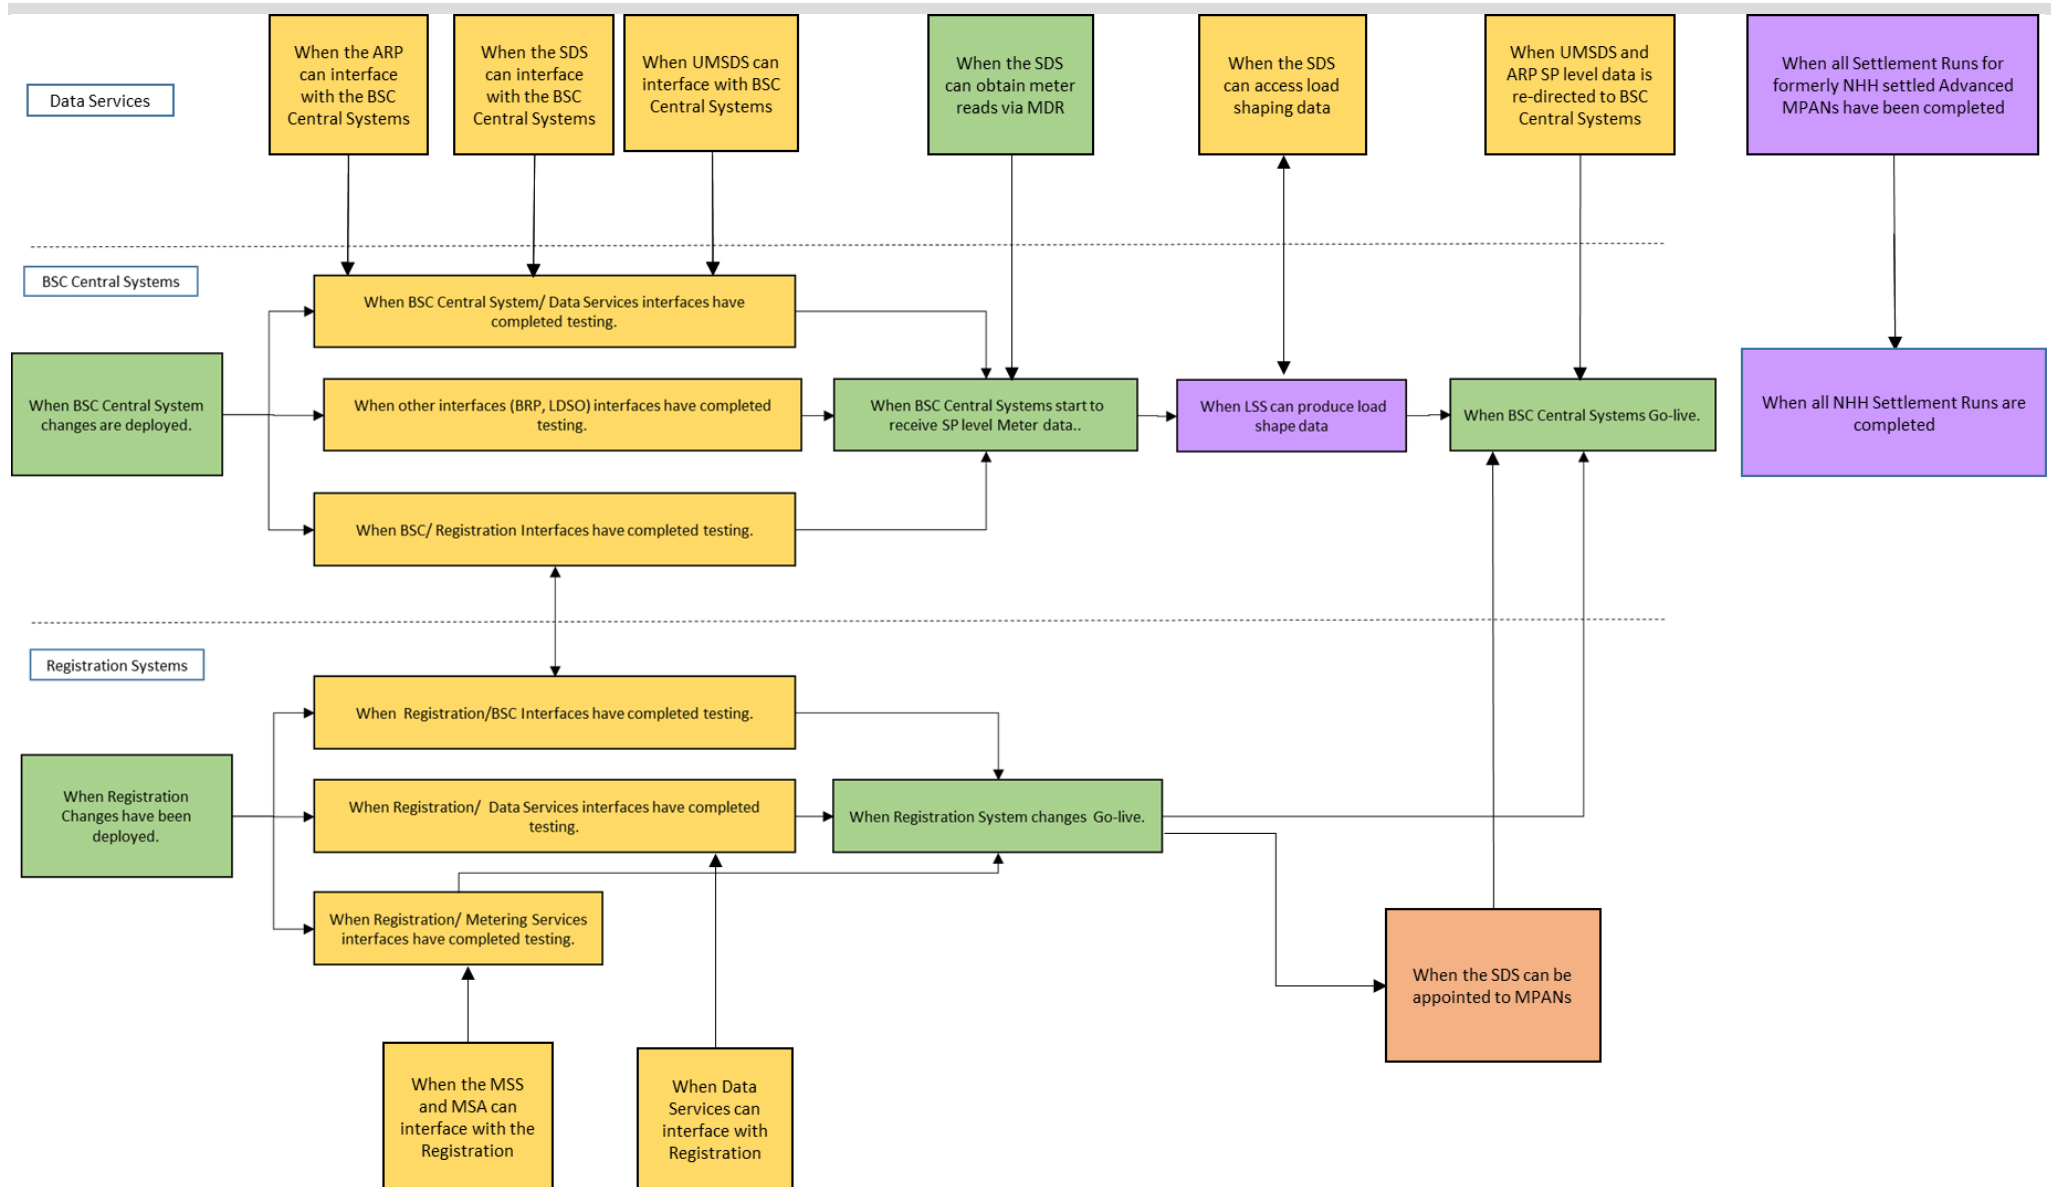 Data Services
When the ARP
can interface
with the BSC
Central Systems
When the SDS
can interface
with the BSC
Central Systems
When UMSDS can
interface with BSC
Central Systems
When the SDS
can obtain meter
reads via MDR
When the SDS
can access load
shaping data
When UMSDS and
ARP SP level data is
re-directed to BSC
Central Systems
When all Settlement Runs for
formerly NHH settled Advanced
MPANs have been completed
BSC Central Systems
When BSC Central System
changes are deployed.
When BSC Central System/ Data Services interfaces have
completed testing.
When other interfaces (BRP, LDSO) interfaces have completed
testing.
When BSC/ Registration Interfaces have completed testing.
When BSC Central Systems start to
receive SP level Meter data..
When LSS can produce load
shape data
When BSC Central Systems Go-live.
When all NHH Settlement Runs are
completed
Registration Systems
When Registration
Changes have been
deployed.
When Registration/BSC Interfaces have completed testing.
When Registration/ Data Services interfaces have completed
testing.
When Registration/ Metering Services
interfaces have completed testing.
When Registration System changes Go-live.
When the SDS can be
appointed to MPANs
When the MSS
and MSA can
interface with the
Registration
When Data
Services can
interface with
Registration